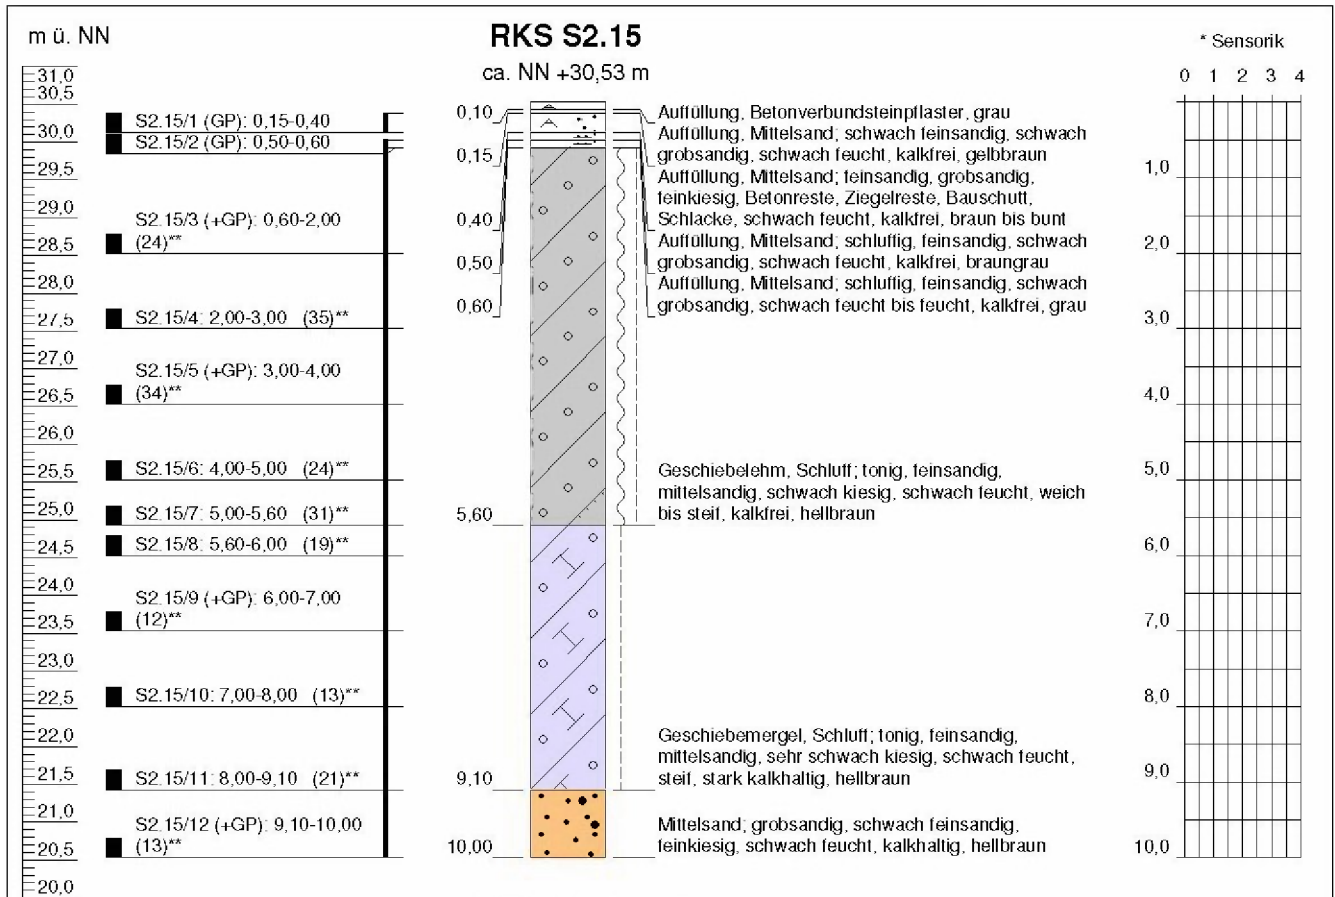 m ü. NN
RKS S2.15
ca. NN +30,53 m
* Sensorik
0 1 2 3 4
31,0
30,5
30,0
29,5
29,0
28,5
28,0
27,5
27,0
26,5
26,0
25,5
25,0
24,5
24,0
23,5
23,0
22,5
22,0
21,5
21,0
20,5
20,0
S2.15/1 (GP): 0,15-0,40
S2.15/2 (GP): 0,50-0,60
S2.15/3 (+GP): 0,60-2,00
(24)**
S2.15/4: 2,00-3,00 (35)**
S2.15/5 (+GP): 3,00-4,00
(34)**
S2.15/6: 4,00-5,00 (24)**
S2.15/7: 5,00-5,60 (31)**
S2.15/8: 5,60-6,00 (19)**
S2.15/9 (+GP): 6,00-7,00
(12)**
S2.15/10: 7,00-8,00 (13)**
S2.15/11: 8,00-9,10 (21)**
S2.15/12 (+GP): 9,10-10,00
(13)**
0,10
0,15
0,40
0,50
0,60
5,60
9,10
10,00
Auffüllung, Betonverbundsteinpflaster, grau
Auffüllung, Mittelsand; schwach feinsandig, schwach
grobsandig, schwach feucht, kalkfrei, gelbbraun
Auffüllung, Mittelsand; feinsandig, grobsandig,
feinkiesig, Betonreste, Ziegelreste, Bauschutt,
Schlacke, schwach feucht, kalkfrei, braun bis bunt
Auffüllung, Mittelsand; schluffig, feinsandig, schwach
grobsandig, schwach feucht, kalkfrei, braungrau
Auffüllung, Mittelsand; schluffig, feinsandig, schwach
grobsandig, schwach feucht bis feucht, kalkfrei, grau
Geschiebelehm, Schluff; tonig, feinsandig,
mittelsandig, schwach kiesig, schwach feucht, weich
bis steif, kalkfrei, hellbraun
Geschiebemergel, Schluff; tonig, feinsandig,
mittelsandig, sehr schwach kiesig, schwach feucht,
steif, stark kalkhaltig, hellbraun
Mittelsand; grobsandig, schwach feinsandig,
feinkiesig, schwach feucht, kalkhaltig, hellbraun
1,0
2,0
3,0
4,0
5,0
6,0
7,0
8,0
9,0
10,0